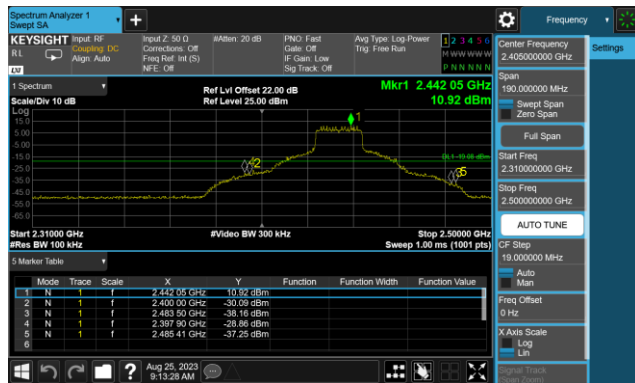 Spectrum Analyzer 1
Swept SA
Frequency
KEYSIGHT
RL
LXI
Input: RF
Coupling: DC
Align: Auto
Input Z: 50 Ω
Corrections: Off
Freq Ref: Int (S)
NFE: Off
#Atten: 20 dB
PNO: Fast
Gate: Off
IF Gain: Low
Sig Track: Off
Avg Type: Log-Power
Trig: Free Run
1 2 3 4 5 6
M W W W W W
P N N N N N
Center Frequency
2.405000000 GHz
Settings
Span
190.000000 MHz
Swept Span
Zero Span
Full Span
Start Freq
2.310000000 GHz
Stop Freq
2.500000000 GHz
AUTO TUNE
CF Step
19.000000 MHz
Auto
Man
Freq Offset
0 Hz
X Axis Scale
Log
Lin
Signal Track
(Span Zoom)
1 Spectrum
Scale/Div 10 dB
Ref Lvl Offset 22.00 dB
Ref Level 25.00 dBm
Mkr1 2.442 05 GHz
10.92 dBm
Log
15.0
5.00
-5.00
-15.0
-25.0
-35.0
-45.0
-55.0
-65.0
1
DL1 -19.08 dBm
Start 2.31000 GHz
#Res BW 100 kHz
#Video BW 300 kHz
Stop 2.50000 GHz
Sweep 1.00 ms (1001 pts)
5 Marker Table
Mode Trace Scale X Y Function Function Width Function Value
1 N 1 f 2.442 05 GHz 10.92 dBm
2 N 1 f 2.400 00 GHz -30.09 dBm
3 N 1 f 2.483 50 GHz -38.16 dBm
4 N 1 f 2.397 90 GHz -28.86 dBm
5 N 1 f 2.485 41 GHz -37.25 dBm
6
Aug 25, 2023
9:13:28 AM